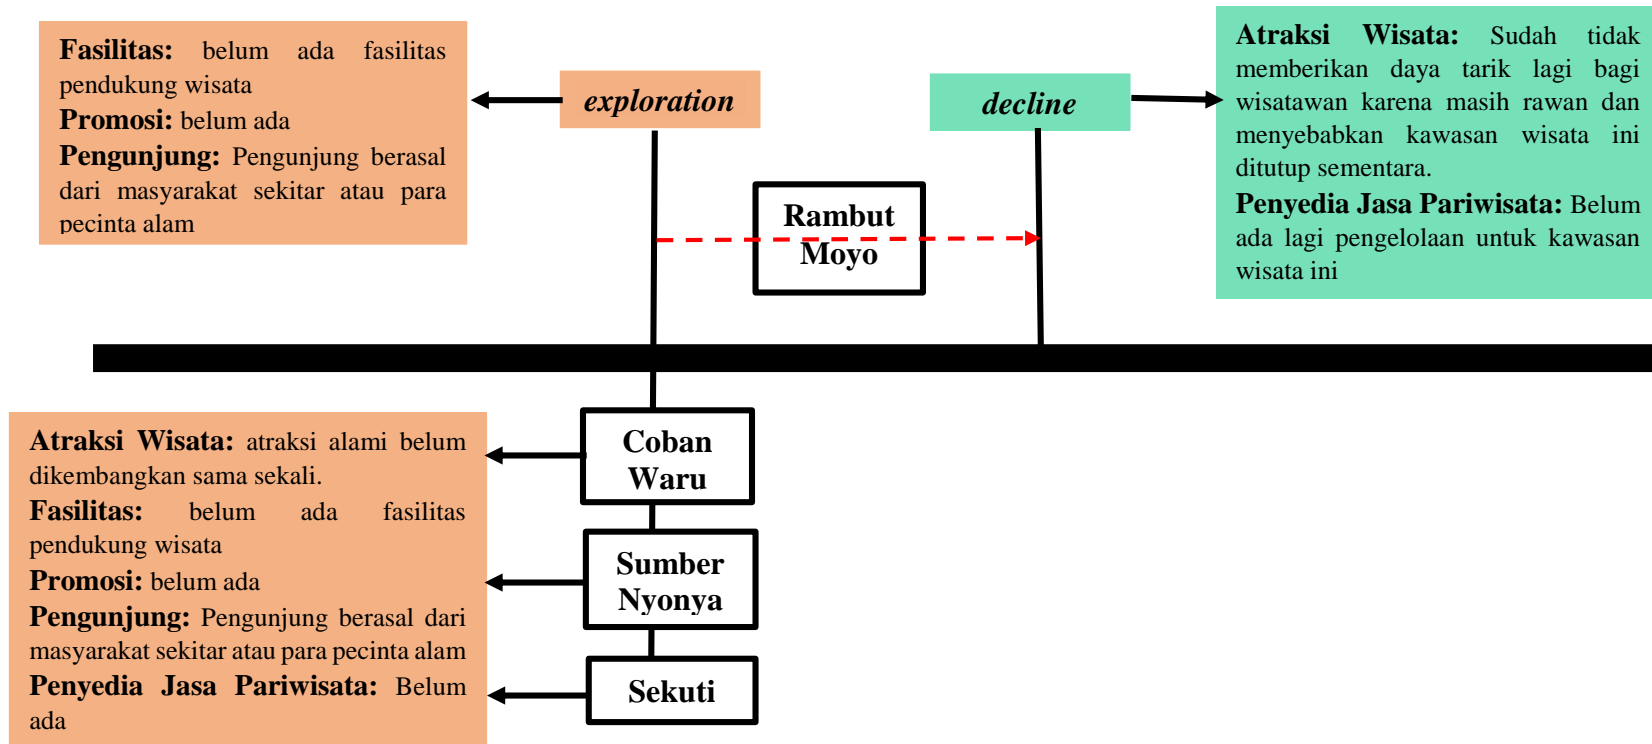 Fasilitas: belum ada fasilitas
pendukung wisata
Promosi: belum ada
Pengunjung: Pengunjung berasal
dari masyarakat sekitar atau para
pecinta alam
exploration
decline
Atraksi Wisata: Sudah tidak
memberikan daya tarik lagi bagi
wisatawan karena masih rawan dan
menyebabkan kawasan wisata ini
ditutup sementara.
Penyedia Jasa Pariwisata: Belum
ada lagi pengelolaan untuk kawasan
wisata ini
Rambut
Moyo
Atraksi Wisata: atraksi alami belum
dikembangkan sama sekali.
Fasilitas: belum ada fasilitas
pendukung wisata
Promosi: belum ada
Pengunjung: Pengunjung berasal dari
masyarakat sekitar atau para pecinta alam
Penyedia Jasa Pariwisata: Belum
ada
Coban
Waru
Sumber
Nyonya
Sekuti